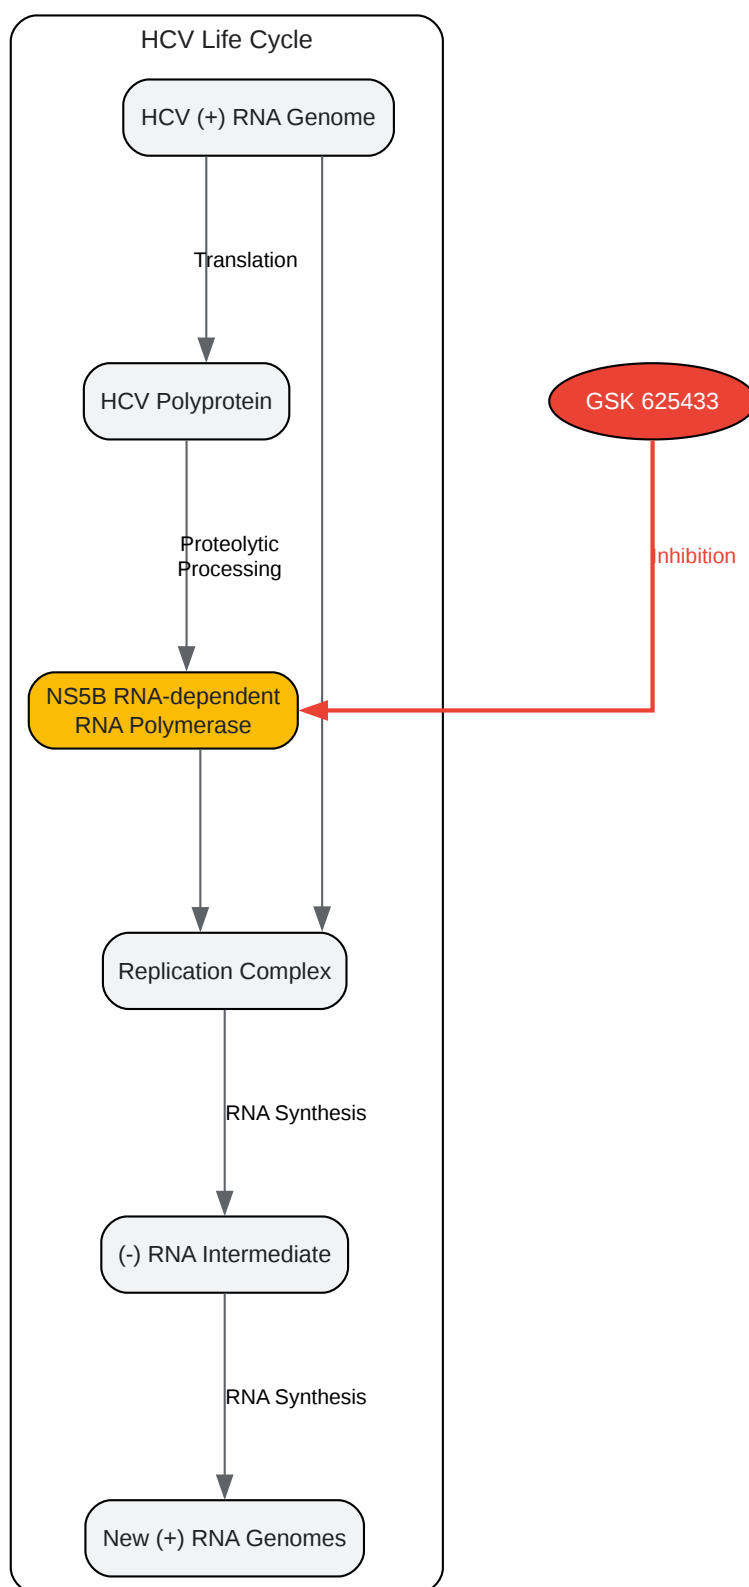 HCV Life Cycle
HCV (+) RNA Genome
Translation
HCV Polyprotein
GSK 625433
Proteolytic
Processing
Inhibition
NS5B RNA-dependent
RNA Polymerase
Replication Complex
RNA Synthesis
(-) RNA Intermediate
RNA Synthesis
New (+) RNA Genomes